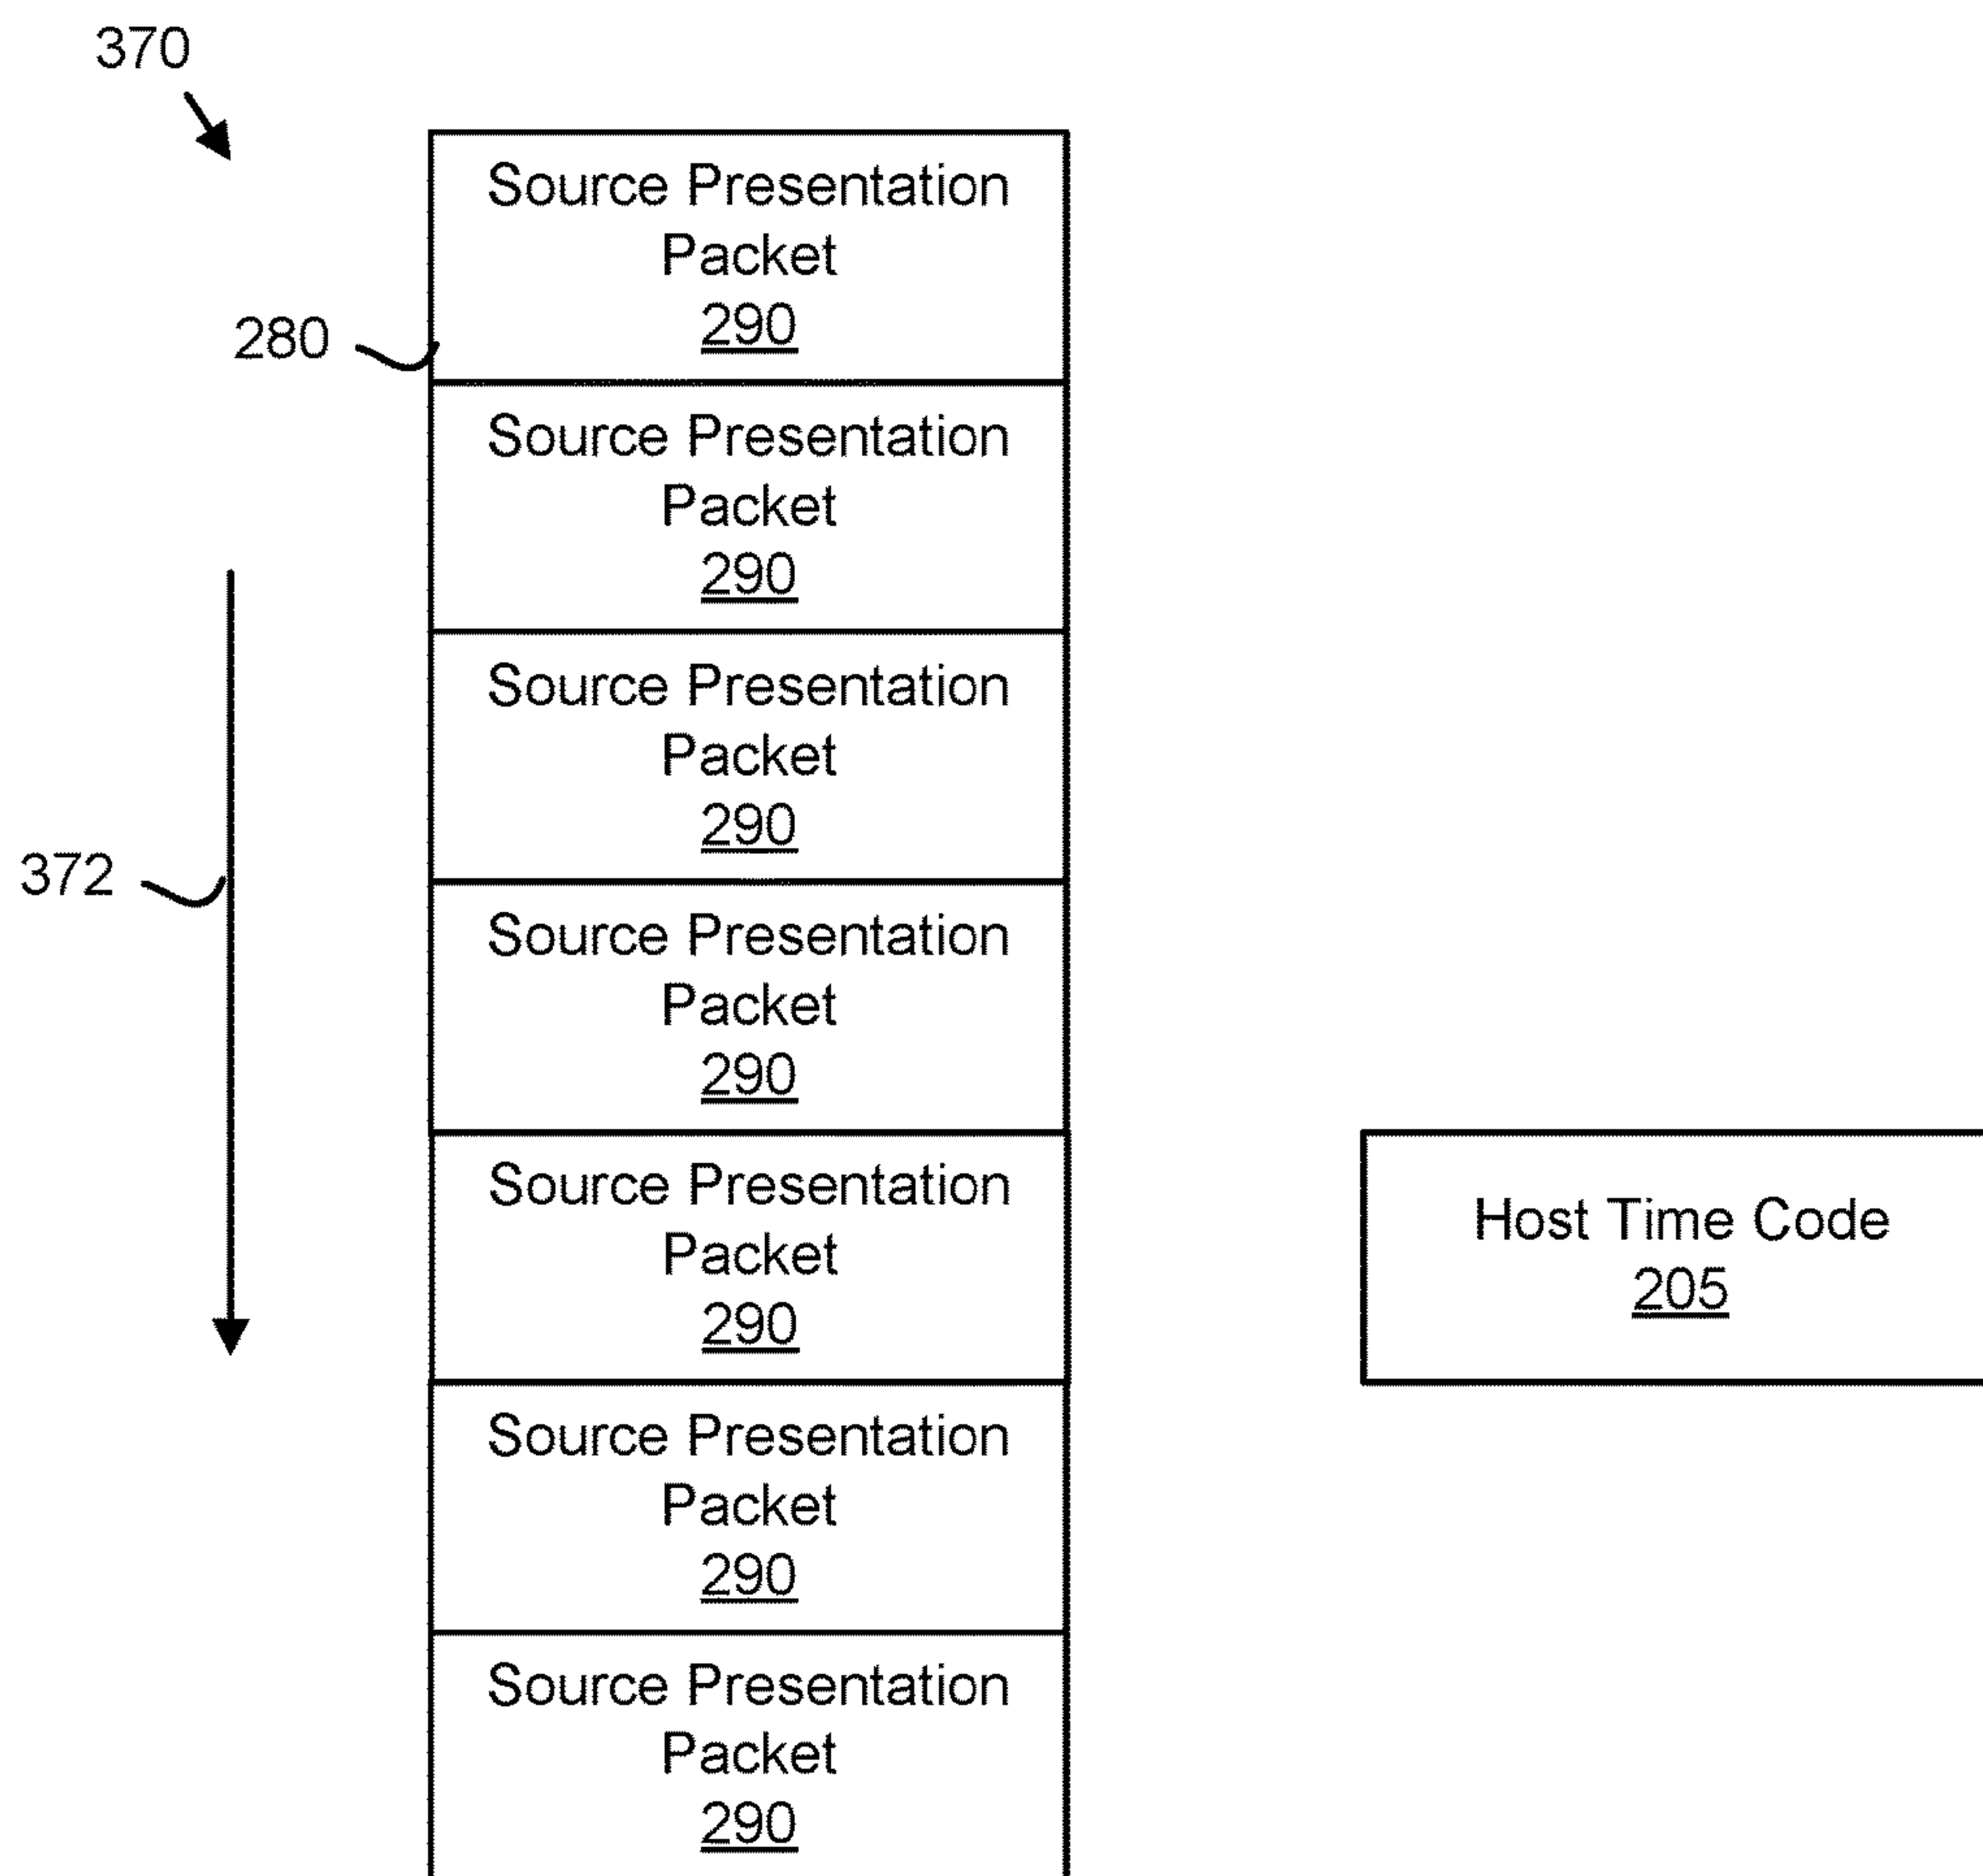 370
Source Presentation
Packet
290
280
Source Presentation
Packet
290
Source Presentation
Packet
290
372
Source Presentation
Packet
290
Source Presentation
Packet
290
Host Time Code
205
Source Presentation
Packet
290
Source Presentation
Packet
290